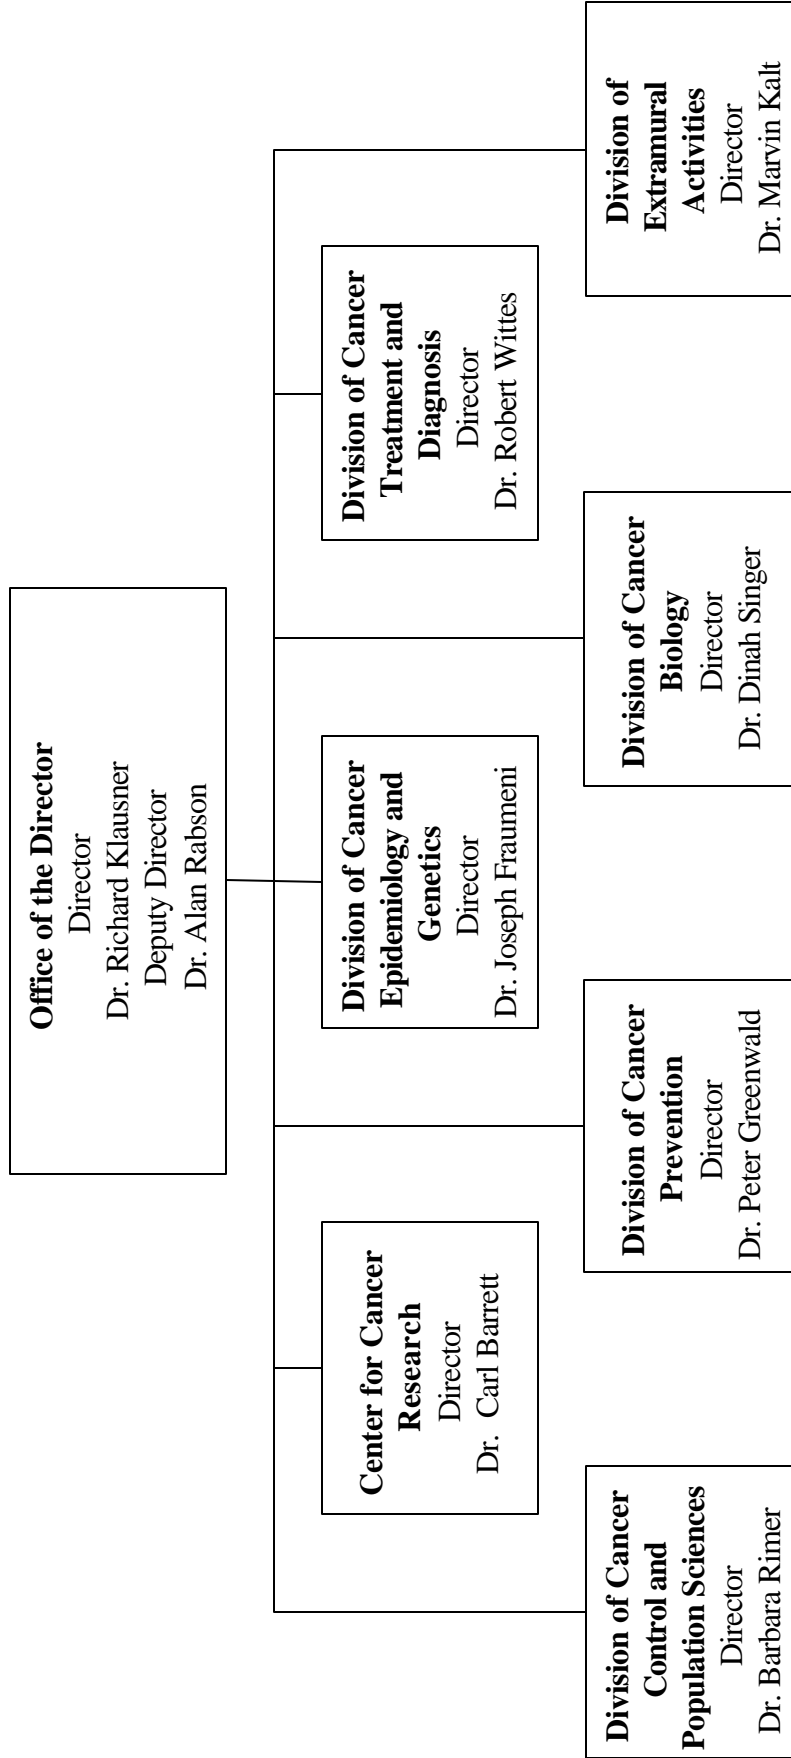 Office of the Director
Director
Dr. Richard Klausner
Deputy Director
Dr. Alan Rabson
Center for Cancer
Research
Director
Dr. Carl Barrett
Division of Cancer
Epidemiology and
Genetics
Director
Dr. Joseph Fraumeni
Division of Cancer
Treatment and
Diagnosis
Director
Dr. Robert Wittes
Division of Cancer
Control and
Population Sciences
Director
Dr. Barbara Rimer
Division of Cancer
Prevention
Director
Dr. Peter Greenwald
Division of Cancer
Biology
Director
Dr. Dinah Singer
Division of
Extramural
Activities
Director
Dr. Marvin Kalt